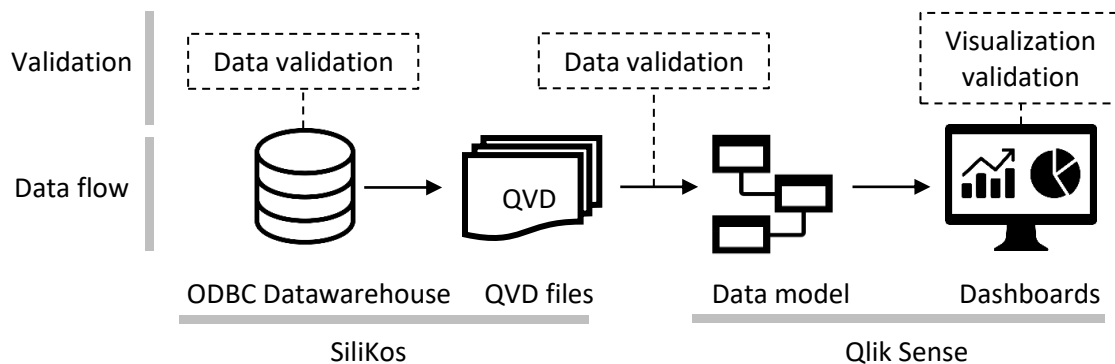 Validation
Data validation
Data validation
Visualization
validation
Data flow
QVD
ODBC Datawarehouse
QVD files
Data model
Dashboards
SiliKos
Qlik Sense